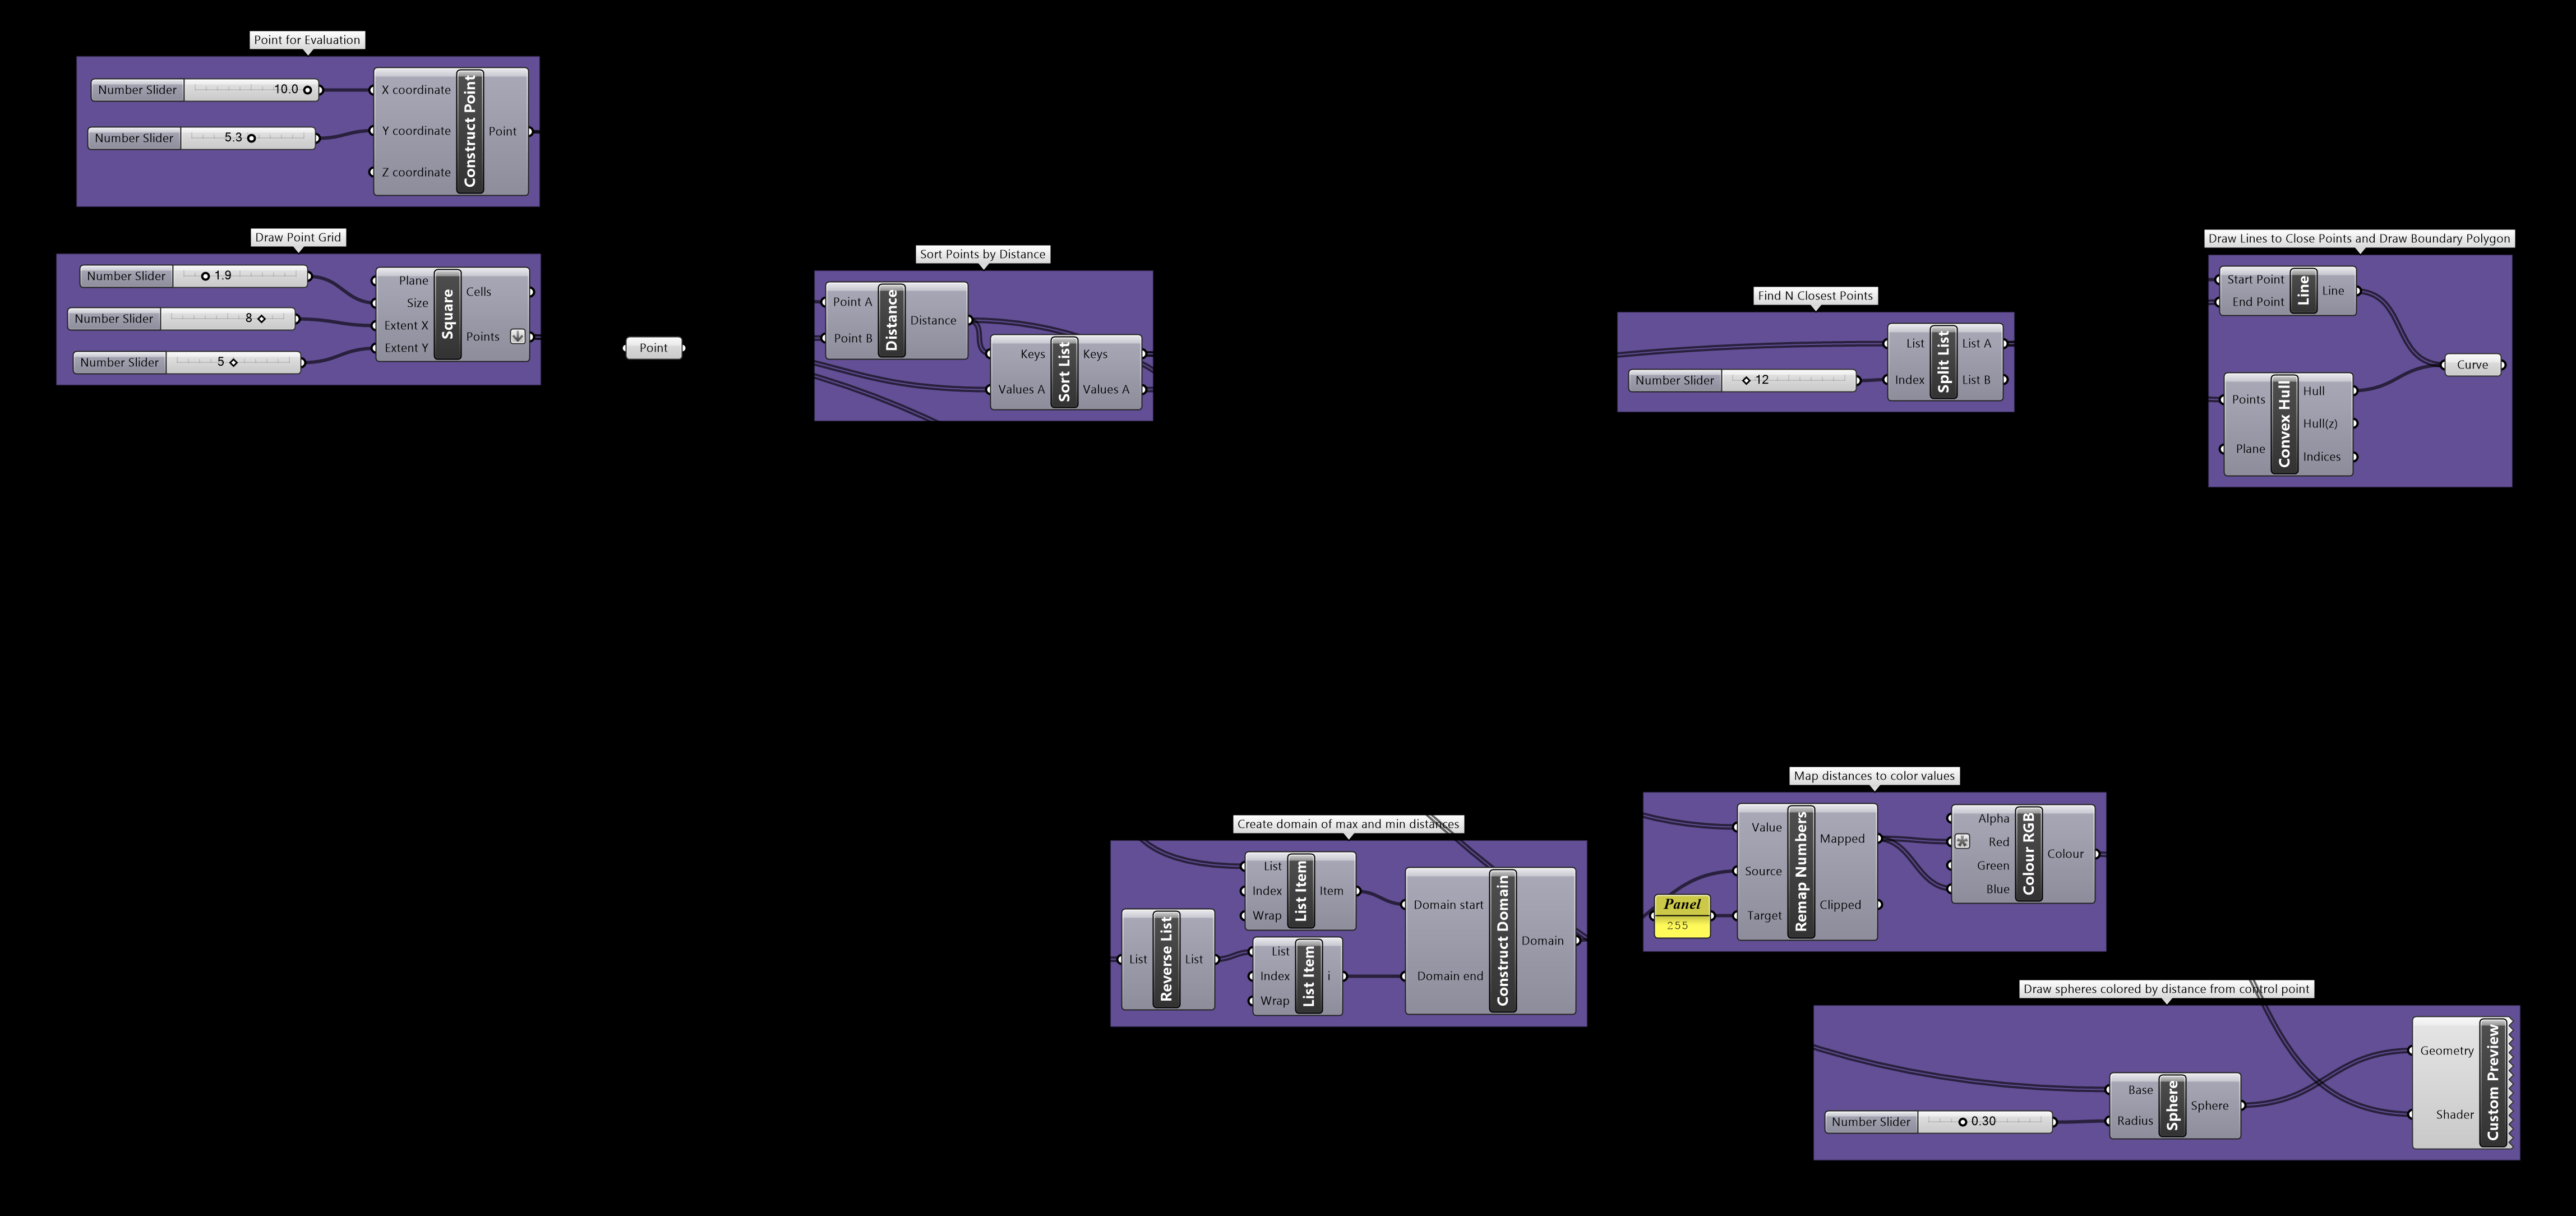 Point for Evaluation
Number Slider 10.0
Number Slider 5.3
X coordinate
Y coordinate
Z coordinate
Construct Point
Point
Draw Point Grid
Number Slider 1.9
Number Slider 8
Number Slider 5
Plane
Size
Extent X
Extent Y
Square
Cells
Points
Point
Sort Points by Distance
Point A
Point B
Distance
Distance
Keys
Values A
Sort List
Keys
Values A
Find N Closest Points
Number Slider 12
List
Index
Split List
List A
List B
Draw Lines to Close Points and Draw Boundary Polygon
Start Point
End Point
Line
Line
Points
Plane
Convex Hull
Hull
Hull(z)
Indices
Curve
Create domain of max and min distances
List
Reverse List
List
List
Index
Wrap
List Item
Item
List
Index
Wrap
List Item
i
Domain start
Domain end
Construct Domain
Domain
Map distances to color values
Panel
255
Value
Source
Target
Remap Numbers
Mapped
Clipped
Alpha
Red
Green
Blue
Colour RGB
Colour
Draw spheres colored by distance from control point
Number Slider 0.30
Base
Radius
Sphere
Sphere
Geometry
Shader
Custom Preview